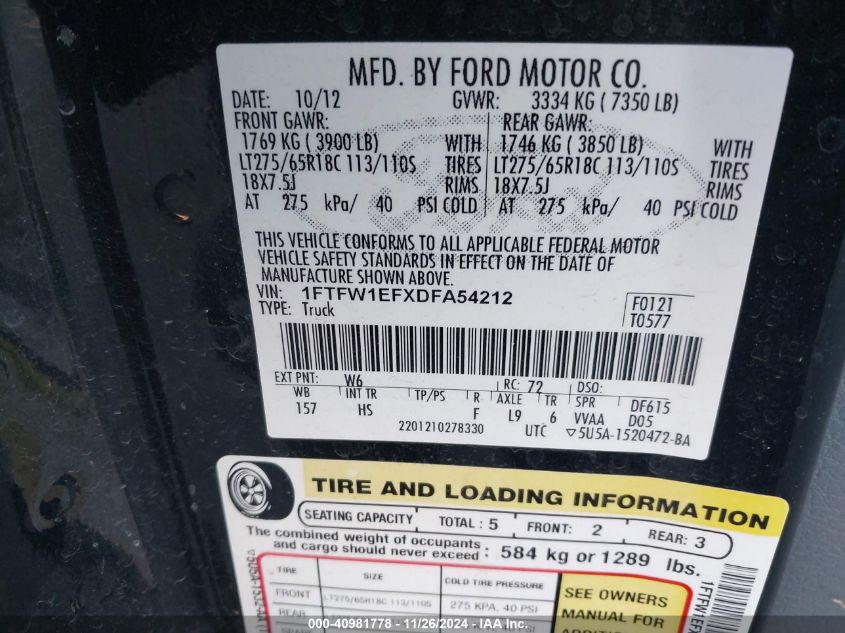 MFD. BY FORD MOTOR CO.
DATE: 10/12 GVWR: 3334 KG ( 7350 LB)
FRONT GAWR: REAR GAWR:
1769 KG ( 3900 LB) WITH 1746 KG ( 3850 LB) WITH
LT275/65R18C 113/110S TIRES LT275/65R18C 113/110S TIRES
18X7.5J RIMS 18X7.5J RIMS
AT 275 kPa/ 40 PSI COLD AT 275 kPa/ 40 PSI COLD
THIS VEHICLE CONFORMS TO ALL APPLICABLE FEDERAL MOTOR
VEHICLE SAFETY STANDARDS IN EFFECT ON THE DATE OF
MANUFACTURE SHOWN ABOVE.
VIN: 1FTFW1EFXDFA54212
TYPE: Truck
F0121
T0577
EXT PNT: W6 RC: 72 DSO:
WB INT TR TP/PS R AXLE TR SPR DF615
157 HS F L9 6 VVAA D05
2201210278330 UTC ▽5U5A-1520472-BA
TIRE AND LOADING INFORMATION
SEATING CAPACITY TOTAL : 5 FRONT: 2 REAR: 3
The combined weight of occupants
and cargo should never exceed : 584 kg or 1289 lbs.
TIRE SIZE COLD TIRE PRESSURE
FRONT LT275/65R18C 113/110S 275 KPA, 40 PSI
REAR
SEE OWNERS
MANUAL FOR
000-40981778 - 11/26/2024 - IAA Inc.